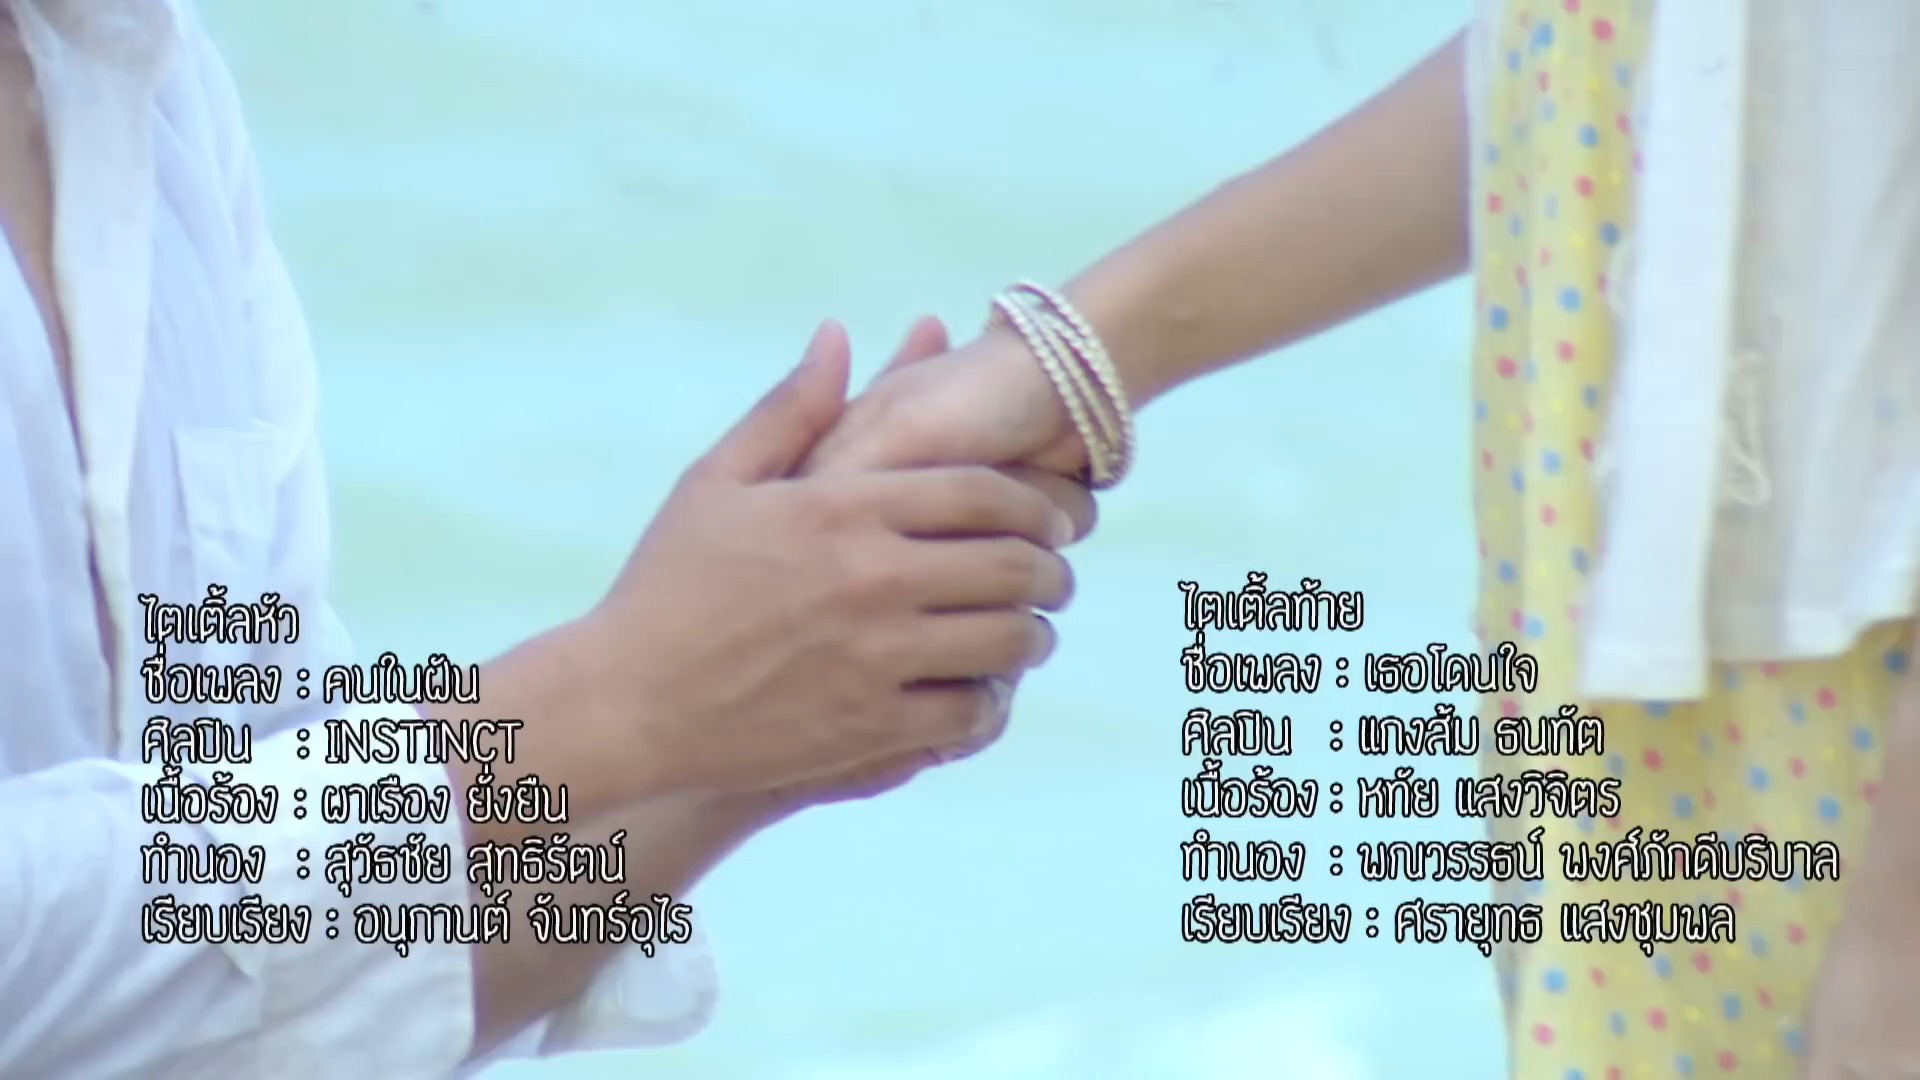 ไตเติ้ลหัว
ชื่อเพลง : คนในฝัน
ศิลปิน : INSTINCT
เนื้อร้อง : ผาเรือง ยั่งยืน
ทำนอง : สุวัธชัย สุทธิรัตน์
เรียบเรียง : อนุกานต์ จันทร์อุไร
ไตเติ้ลท้าย
ชื่อเพลง : เธอโดนใจ
ศิลปิน : แกงส้ม ธนทัต
เนื้อร้อง : หทัย แสงวิจิตร
ทำนอง : พณวรรธน์ พงศ์ภักดีบริบาล
เรียบเรียง : ศรายุทธ แสงชุมพล